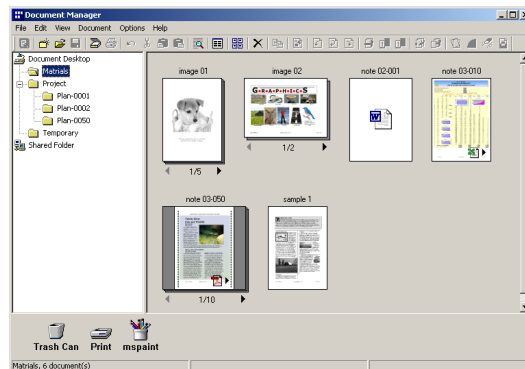 Document Manager
File Edit View Document Options Help
Document Desktop
Matrials
Project
Plan-0001
Plan-0002
Plan-0050
Temporary
Shared Folder
image 01
image 02
note 02-001
note 03-010
G·R·A·P·H·I·C·S
1/5
1/2
note 03-050
sample 1
1/10
Trash Can Print mspaint
Matrials, 6 document(s)